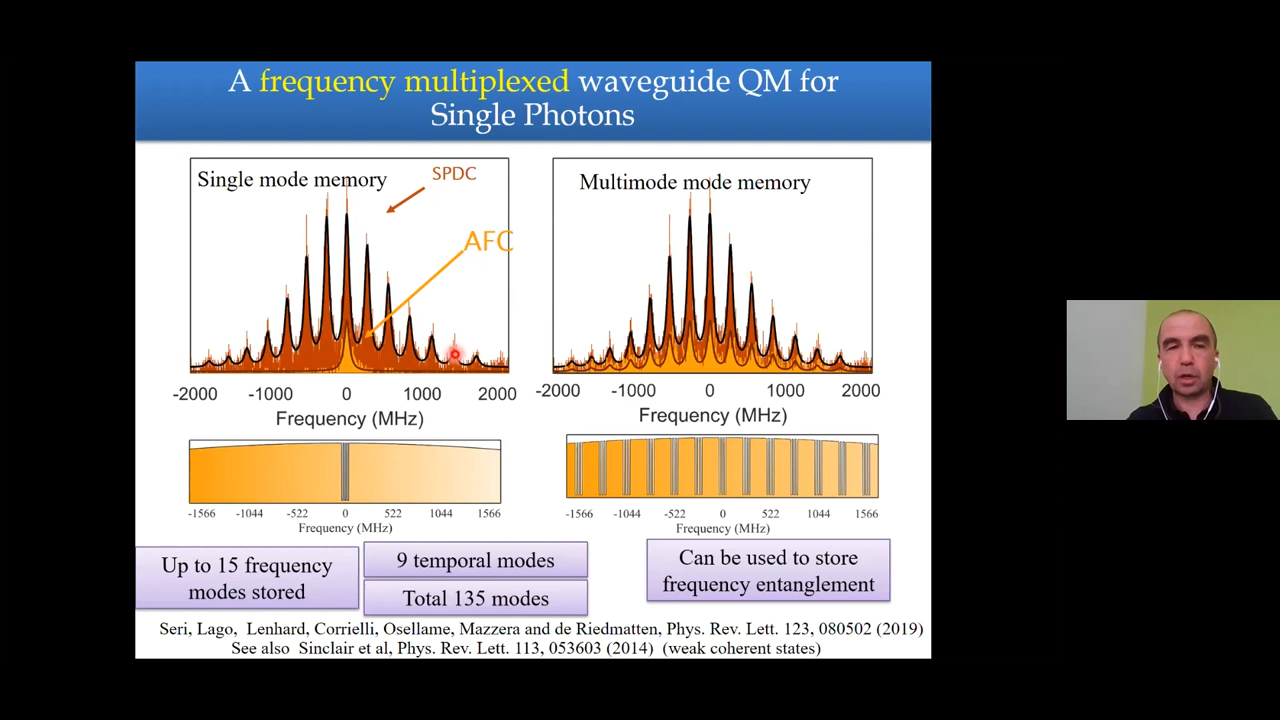 A frequency multiplexed waveguide QM for
Single Photons
Single mode memory
SPDC
AFC
-2000 -1000 0 1000 2000
Frequency (MHz)
-1566 -1044 -522 0 522 1044 1566
Frequency (MHz)
Multimode mode memory
-2000 -1000 0 1000 2000
Frequency (MHz)
-1566 -1044 -522 0 522 1044 1566
Frequency (MHz)
Up to 15 frequency
modes stored
9 temporal modes
Total 135 modes
Can be used to store
frequency entanglement
Seri, Lago, Lenhard, Corrielli, Osellame, Mazzera and de Riedmatten, Phys. Rev. Lett. 123, 080502 (2019)
See also Sinclair et al, Phys. Rev. Lett. 113, 053603 (2014) (weak coherent states)